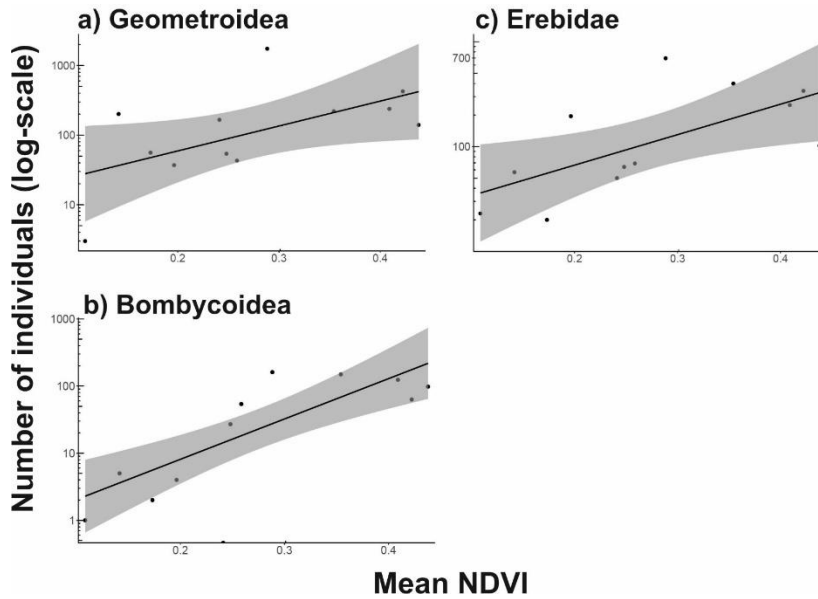 a) Geometroidea
1000
100
10
0.2 0.3 0.4
c) Erebidae
700
100
0.2 0.3 0.4
b) Bombycoidea
1000
100
10
1
0.2 0.3 0.4
Number of individuals (log-scale)
Mean NDVI